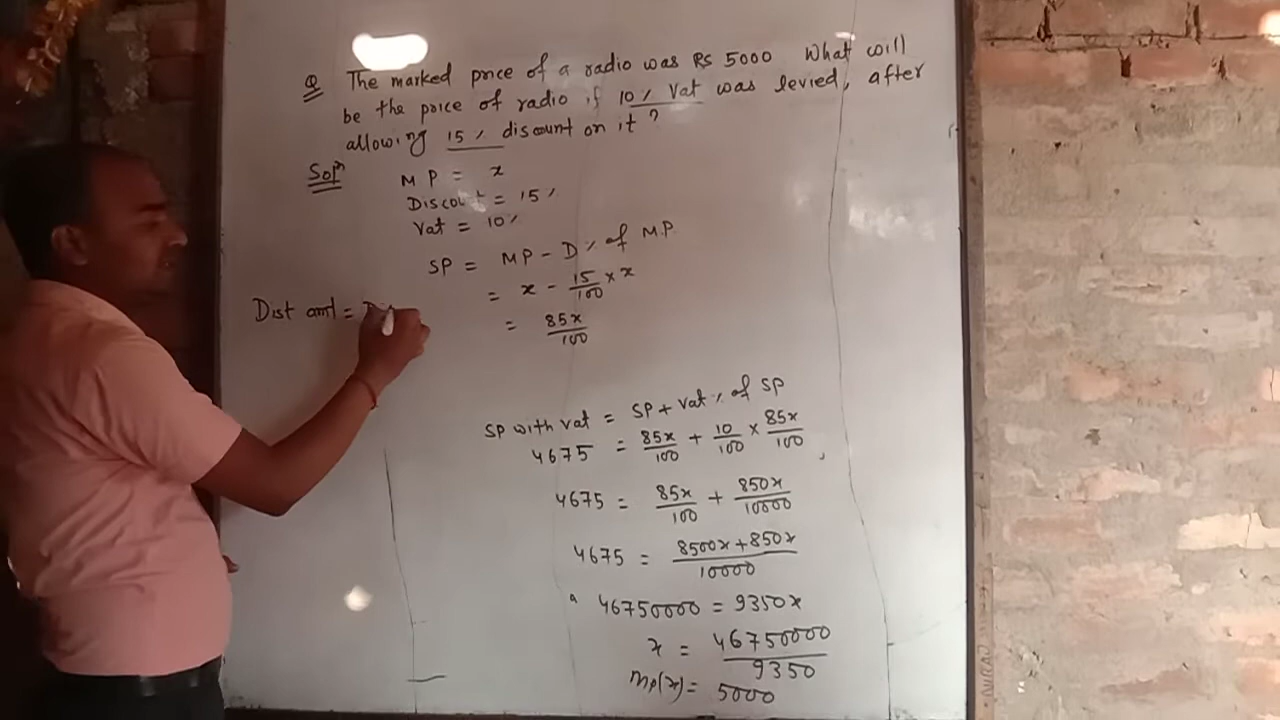 Q The marked price of a radio was RS 5000 What will
be the price of radio if 10% Vat was levied, after
allowing 15% discount on it?
Sol^n
MP = x
Discount = 15%
Vat = 10%
SP = MP - D% of M.P
= x - 15/100 × x
= 85x/100
Dist amt = D
SP with vat = SP + Vat% of SP
4675 = 85x/100 + 10/100 × 85x/100
4675 = 85x/100 + 850x/10000
4675 = 8500x+850x/10000
46750000 = 9350x
x = 46750000/9350
MP(x) = 5000